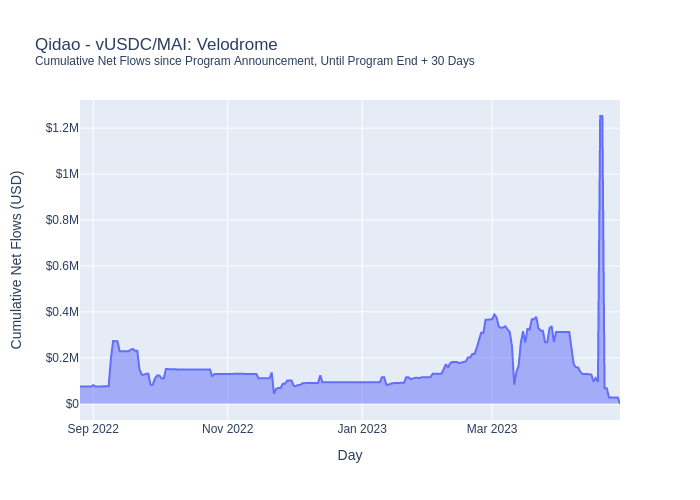 Qidao - vUSDC/MAI: Velodrome
Cumulative Net Flows since Program Announcement, Until Program End + 30 Days
Cumulative Net Flows (USD)
$1.2M
$1M
$0.8M
$0.6M
$0.4M
$0.2M
$0
Sep 2022
Nov 2022
Jan 2023
Mar 2023
Day